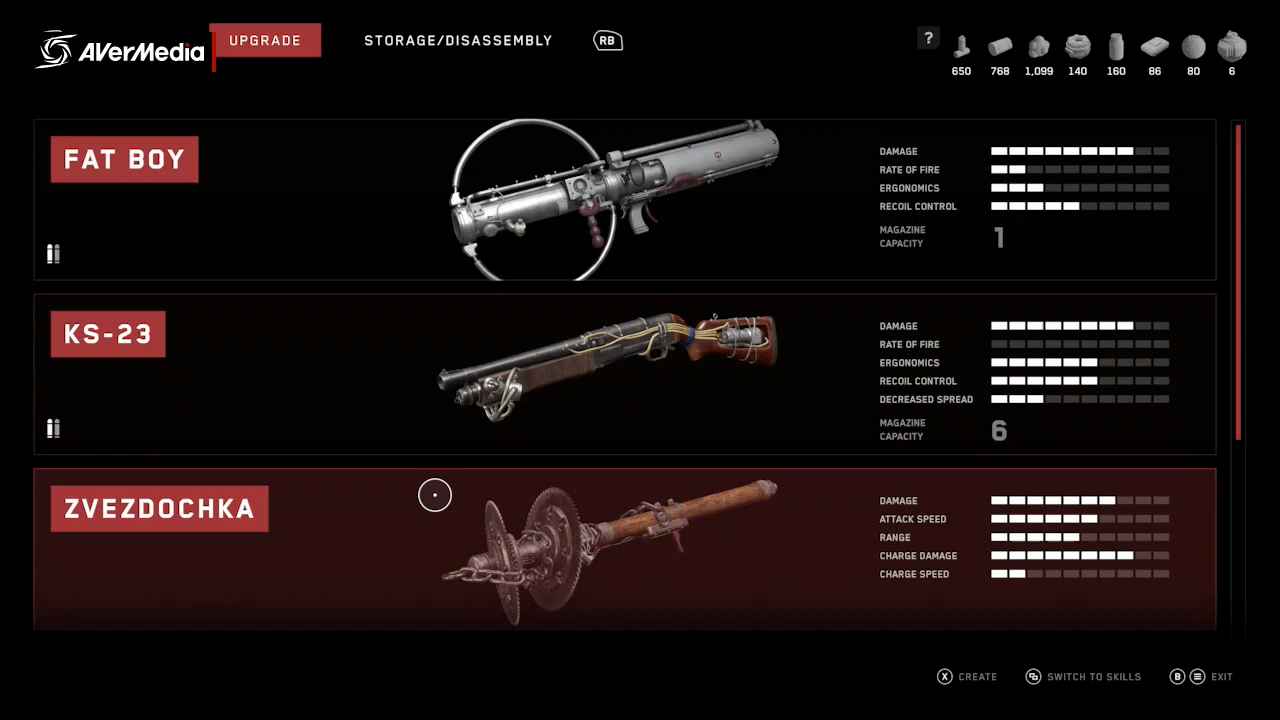 AVerMedia
UPGRADE
STORAGE/DISASSEMBLY
RB
?
650 768 1,099 140 160 86 80 6
FAT BOY
DAMAGE
RATE OF FIRE
ERGONOMICS
RECOIL CONTROL
MAGAZINE
CAPACITY
1
KS-23
DAMAGE
RATE OF FIRE
ERGONOMICS
RECOIL CONTROL
DECREASED SPREAD
MAGAZINE
CAPACITY
6
ZVEZDOCHKA
DAMAGE
ATTACK SPEED
RANGE
CHARGE DAMAGE
CHARGE SPEED
X CREATE
SWITCH TO SKILLS
B EXIT